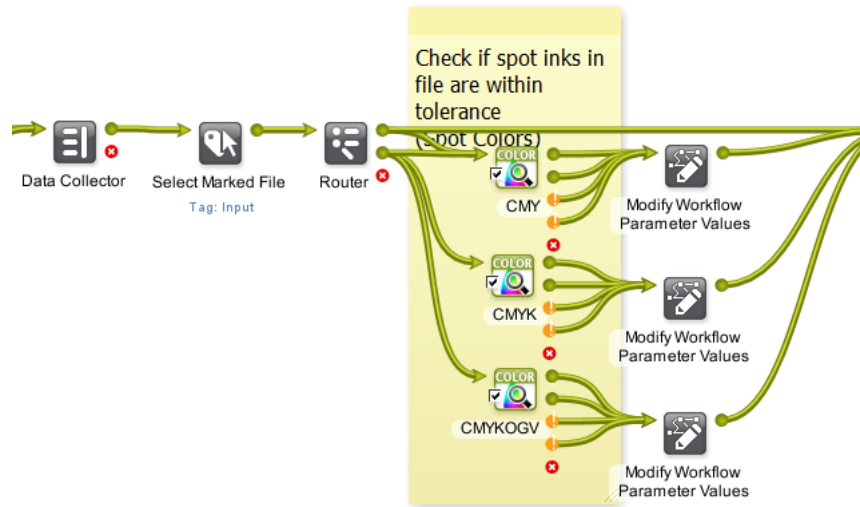 Check if spot inks in
file are within
tolerance
(Spot Colors)
Data Collector
Select Marked File
Tag: Input
Router
COLOR
CMY
Modify Workflow
Parameter Values
COLOR
CMYK
Modify Workflow
Parameter Values
COLOR
CMYKOGV
Modify Workflow
Parameter Values